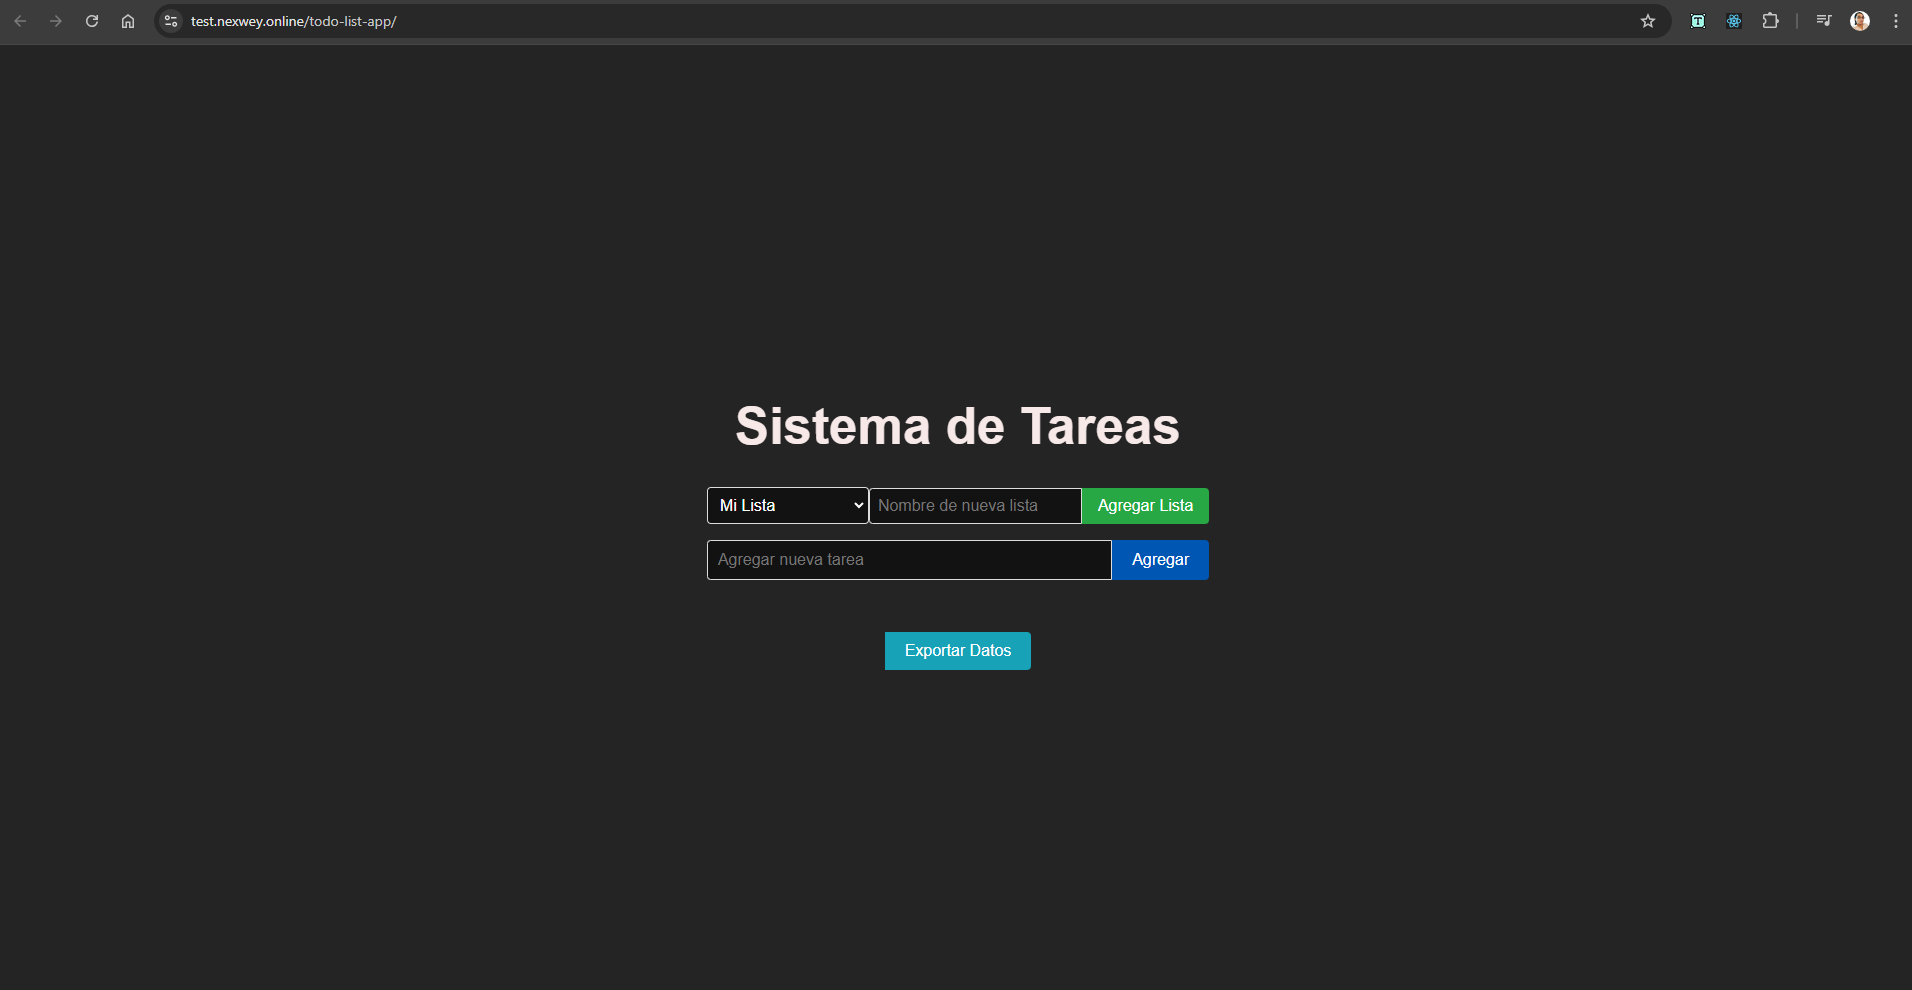 test.nexwey.online/todo-list-app/
Sistema de Tareas
Mi Lista Nombre de nueva lista Agregar Lista
Agregar nueva tarea Agregar
Exportar Datos